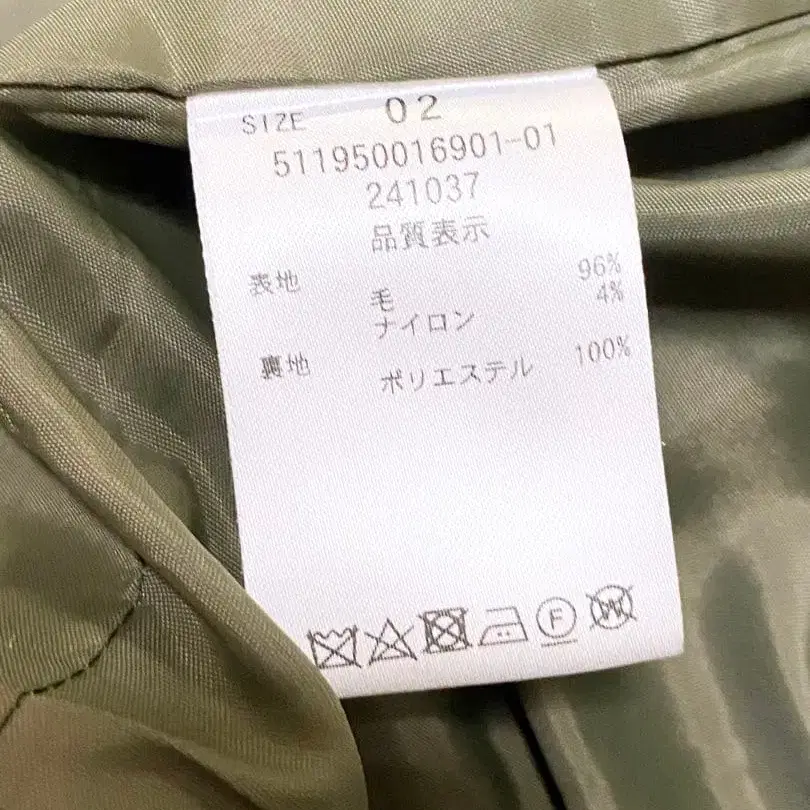 SIZE 02
511950016901-01
241037
品質表示
表地 毛 96%
ナイロン 4%
裏地 ポリエステル 100%
F W